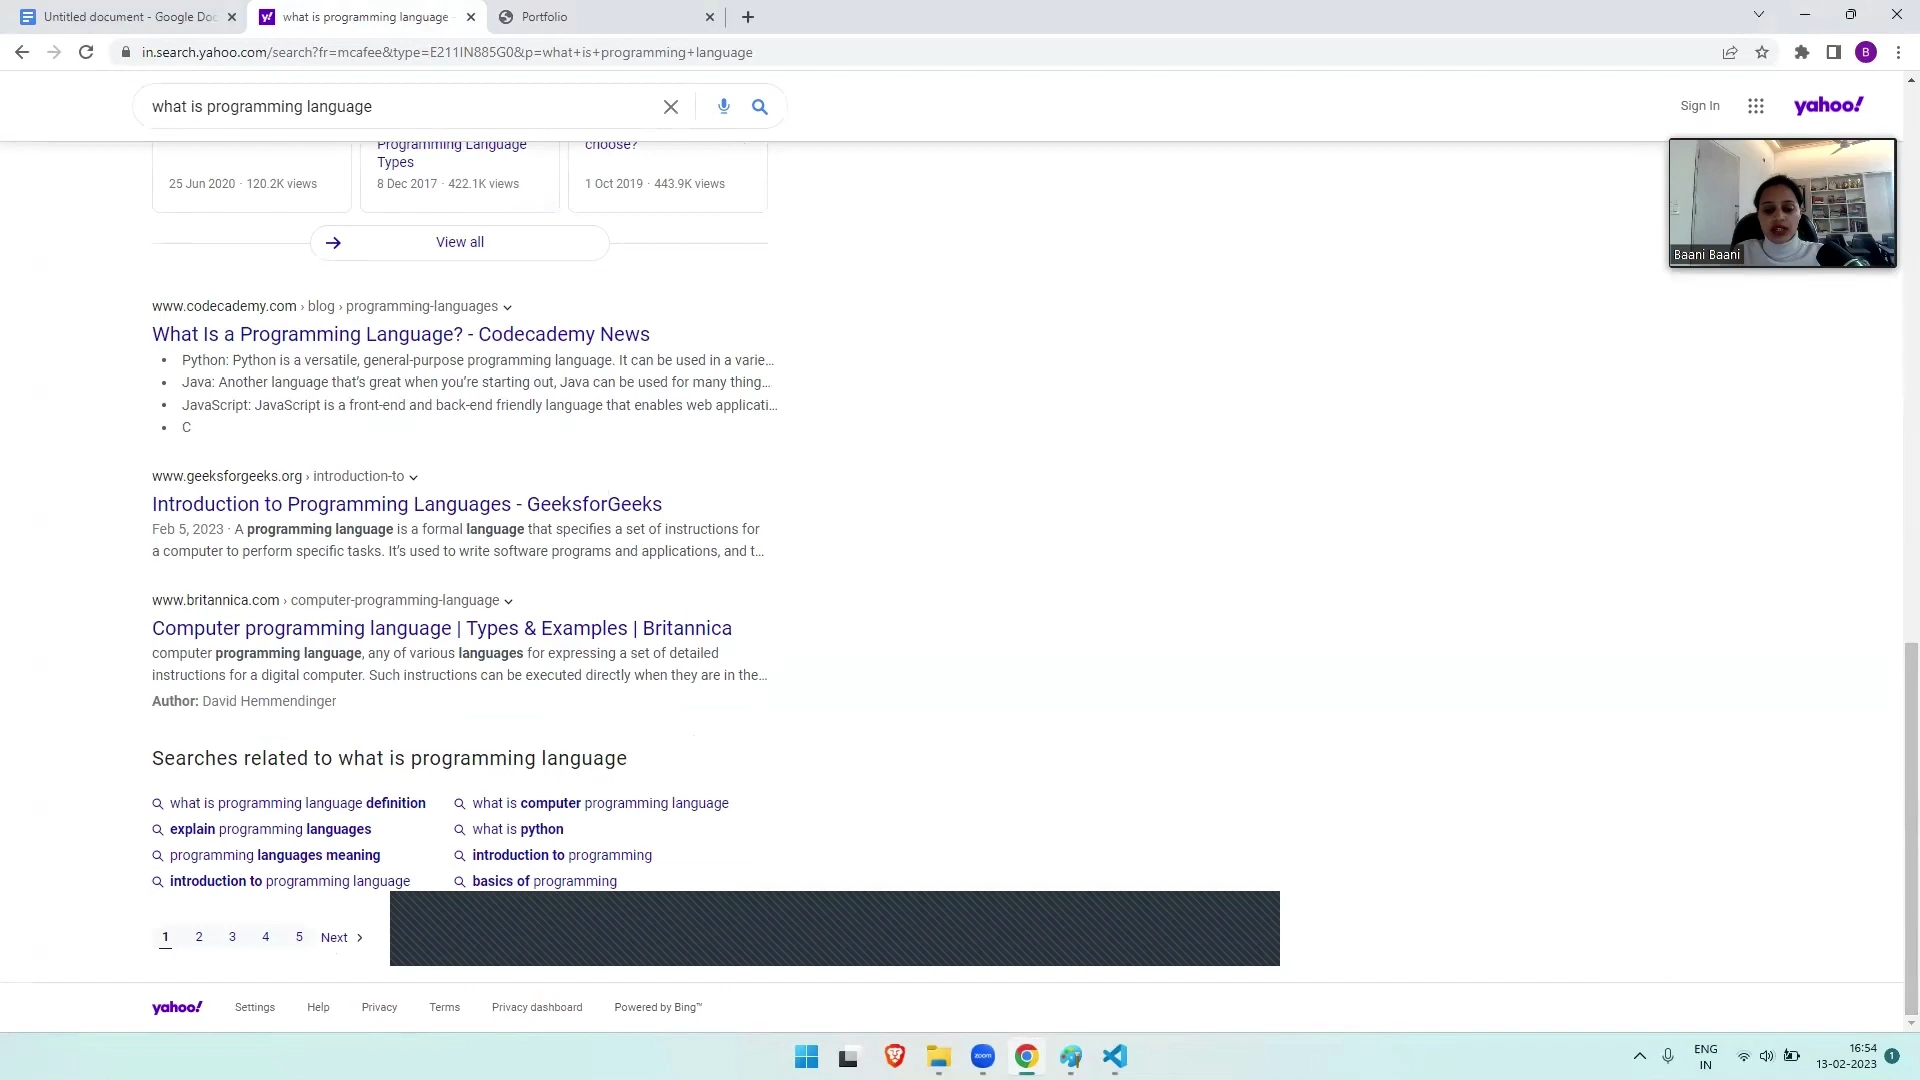 Untitled document - Google Doc
what is programming language
Portfolio
in.search.yahoo.com/search?fr=mcafee&type=E211IN885G0&p=what+is+programming+language
B
what is programming language
Sign In
yahoo!
Programming Language
Types
choose?
25 Jun 2020 · 120.2K views
8 Dec 2017 · 422.1K views
1 Oct 2019 · 443.9K views
View all
Baani Baani
www.codecademy.com › blog › programming-languages
What Is a Programming Language? - Codecademy News
• Python: Python is a versatile, general-purpose programming language. It can be used in a varie...
• Java: Another language that's great when you're starting out, Java can be used for many thing...
• JavaScript: JavaScript is a front-end and back-end friendly language that enables web applicati...
• C
www.geeksforgeeks.org › introduction-to
Introduction to Programming Languages - GeeksforGeeks
Feb 5, 2023 · A programming language is a formal language that specifies a set of instructions for
a computer to perform specific tasks. It's used to write software programs and applications, and t...
www.britannica.com › computer-programming-language
Computer programming language | Types & Examples | Britannica
computer programming language, any of various languages for expressing a set of detailed
instructions for a digital computer. Such instructions can be executed directly when they are in the...
Author: David Hemmendinger
Searches related to what is programming language
what is programming language definition
what is computer programming language
explain programming languages
what is python
programming languages meaning
introduction to programming
introduction to programming language
basics of programming
1 2 3 4 5 Next >
yahoo! Settings Help Privacy Terms Privacy dashboard Powered by Bing™
zoom
ENG
IN
16:54
13-02-2023
1